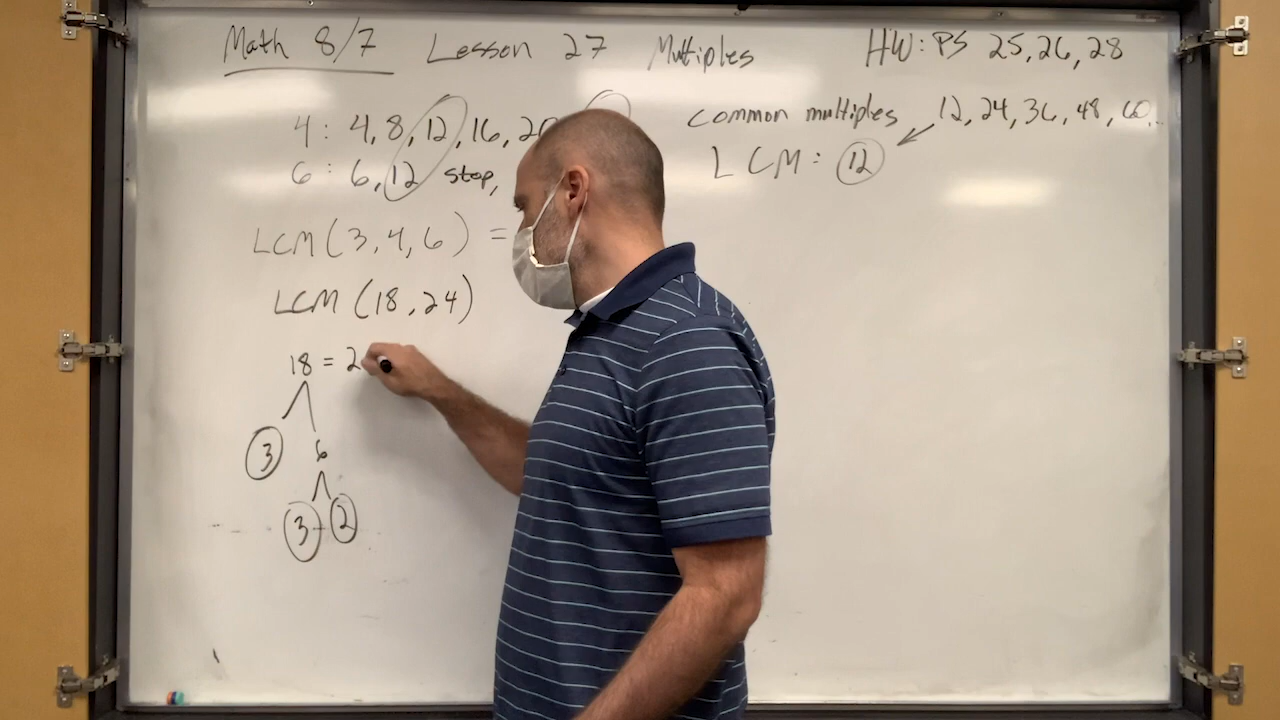 Math 8/7 Lesson 27 Multiples HW: PS 25, 26, 28
4: 4, 8, 12, 16, 20
6: 6, 12 stop,
common multiples 12, 24, 36, 48, 60, ..
LCM: 12
LCM (3, 4, 6) =
LCM (18, 24)
18 = 2
3 6
3 2